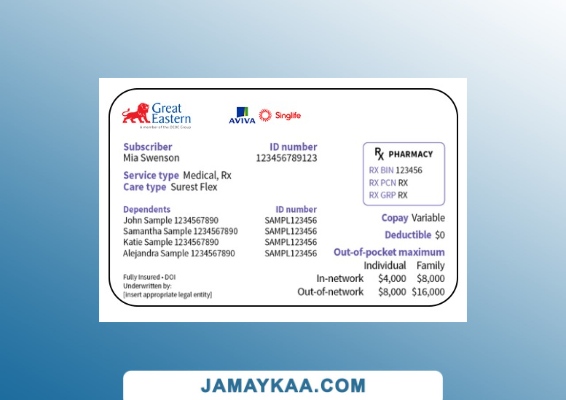 Great
Eastern
A member of the OCBC Group
AVIVA
Singlife
Subscriber
Mia Swenson
ID number
123456789123
Service type Medical, Rx
Care type Surest Flex
Rx PHARMACY
RX BIN 123456
RX PCN RX
RX GRP RX
Dependents ID number
John Sample 1234567890 SAMPL123456
Samantha Sample 1234567890 SAMPL123456
Katie Sample 1234567890 SAMPL123456
Alejandra Sample 1234567890 SAMPL123456
Copay Variable
Deductible $0
Out-of-pocket maximum
Individual Family
In-network $4,000 $8,000
Out-of-network $8,000 $16,000
Fully Insured • DOI
Underwritten by:
[Insert appropriate legal entity]
JAMAYKAA.COM